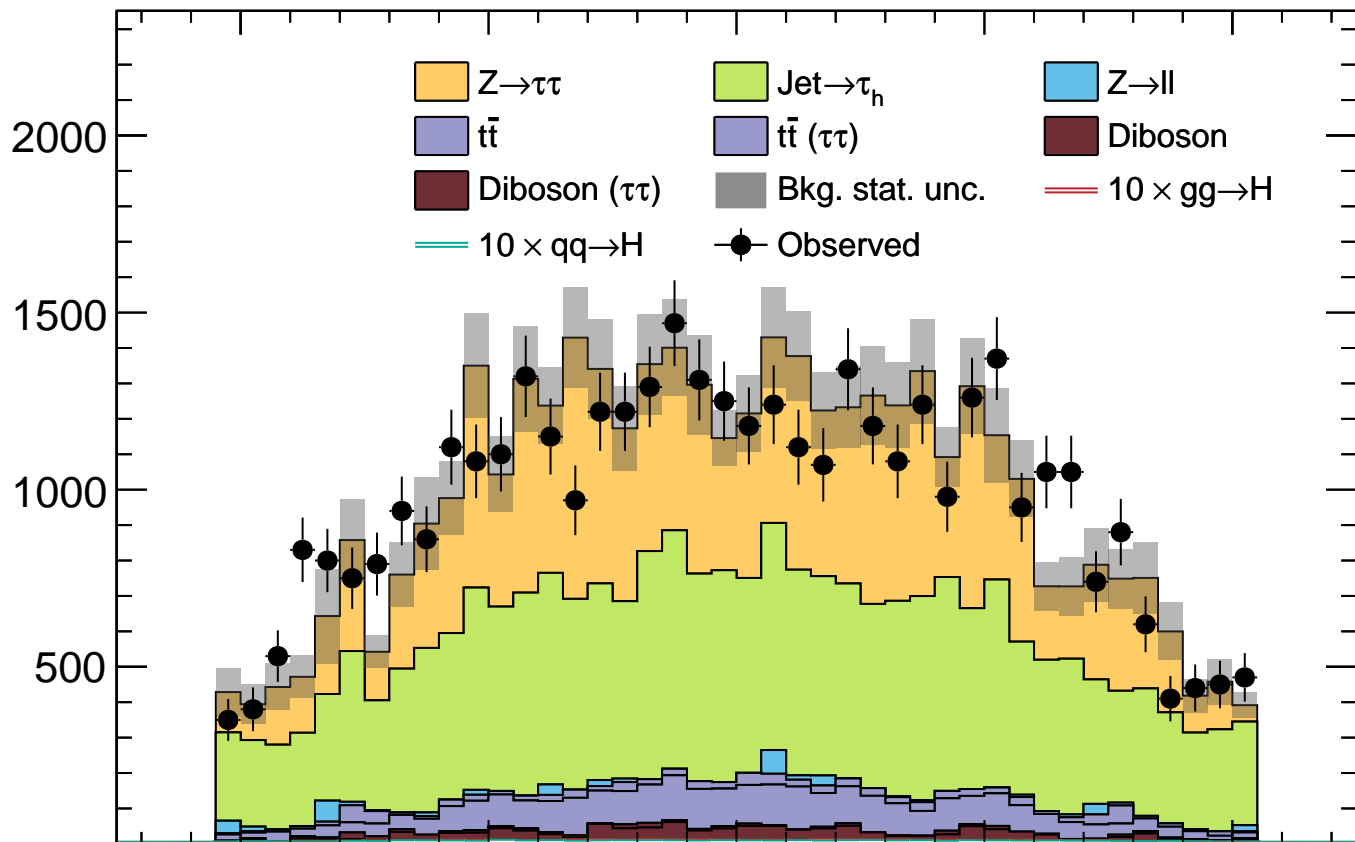 Z→ττ Jet→τh Z→ll
2000 tt̄ tt̄ (ττ) Diboson
Diboson (ττ) Bkg. stat. unc. 10 × gg→H
10 × qq→H Observed
1500
1000
500